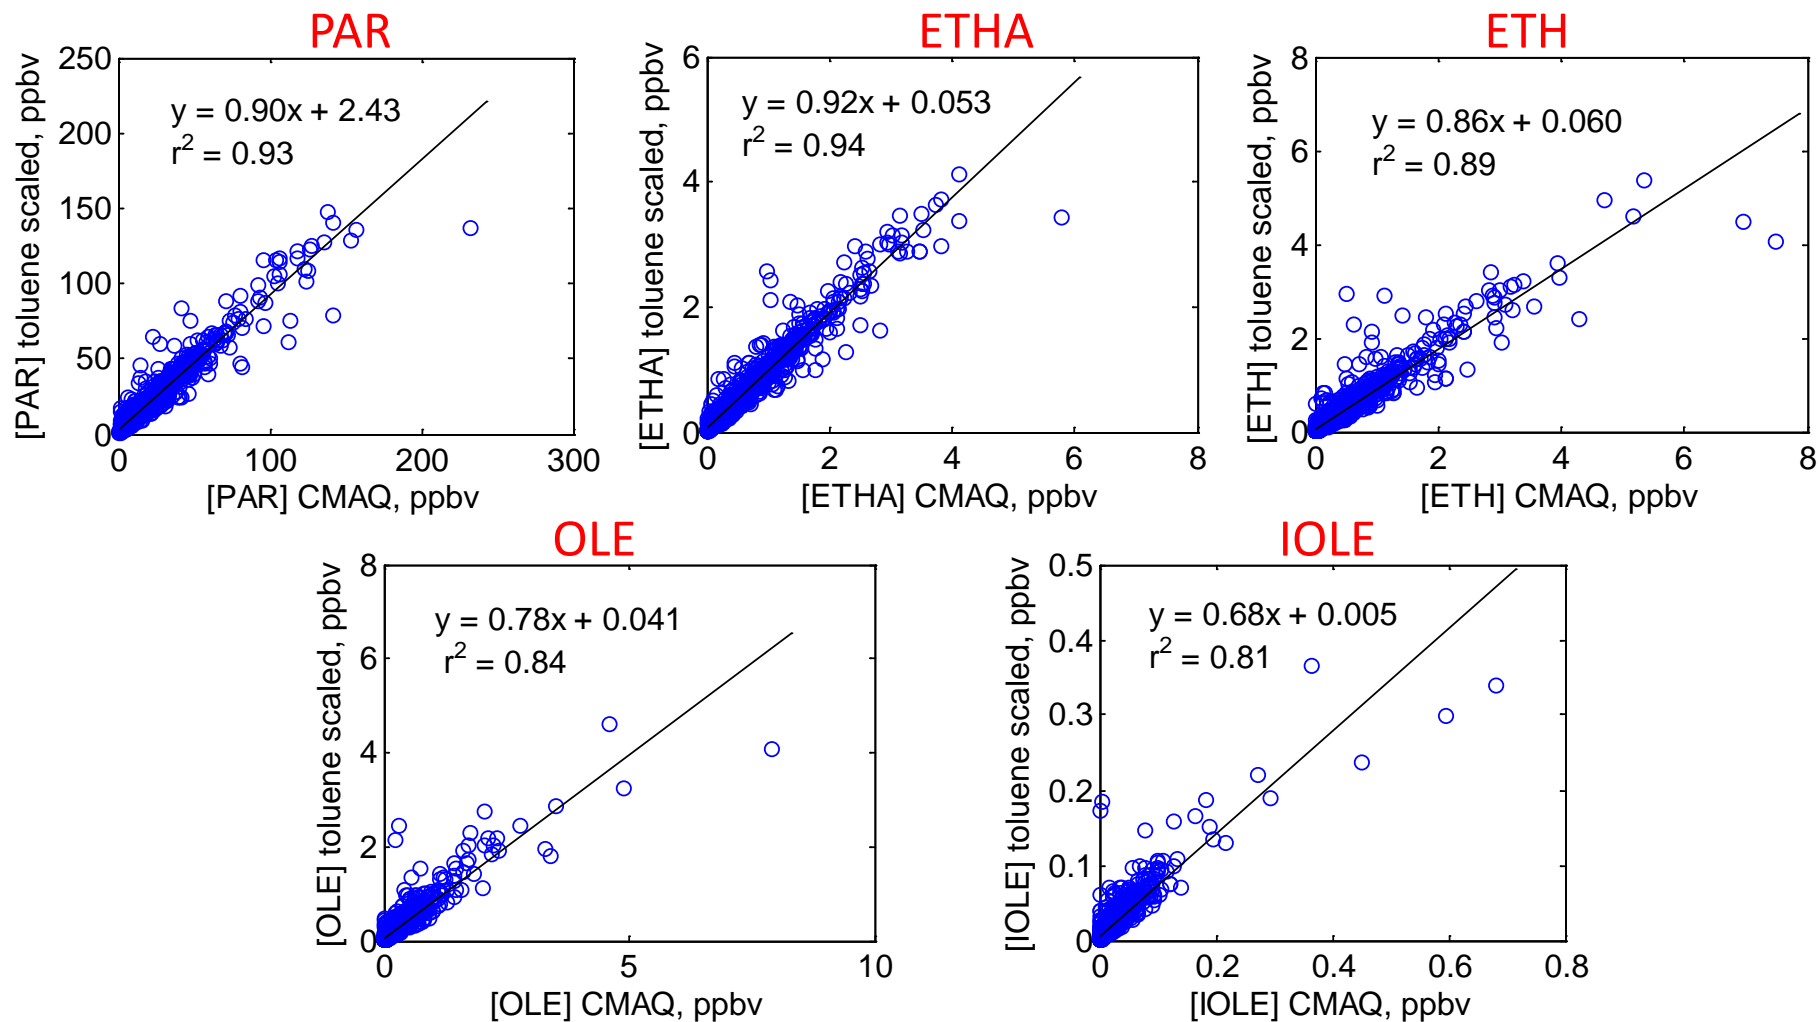 PAR
[PAR] toluene scaled, ppbv
250
200
150
100
50
0
y = 0.90x + 2.43
r² = 0.93
0 100 200 300
[PAR] CMAQ, ppbv
ETHA
[ETHA] toluene scaled, ppbv
6
4
2
0
y = 0.92x + 0.053
r² = 0.94
0 2 4 6 8
[ETHA] CMAQ, ppbv
ETH
[ETH] toluene scaled, ppbv
8
6
4
2
0
y = 0.86x + 0.060
r² = 0.89
0 2 4 6 8
[ETH] CMAQ, ppbv
OLE
[OLE] toluene scaled, ppbv
8
6
4
2
0
y = 0.78x + 0.041
r² = 0.84
0 5 10
[OLE] CMAQ, ppbv
IOLE
[IOLE] toluene scaled, ppbv
0.5
0.4
0.3
0.2
0.1
0
y = 0.68x + 0.005
r² = 0.81
0 0.2 0.4 0.6 0.8
[IOLE] CMAQ, ppbv